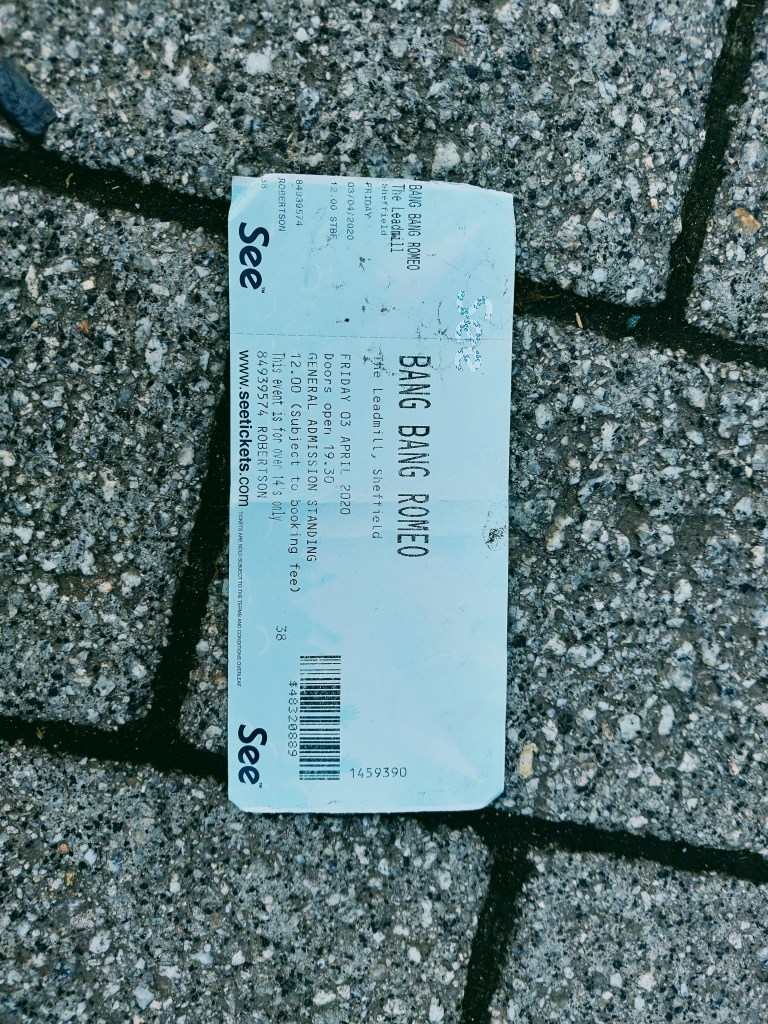 BANG BANG ROMEO
The Leadmill
Sheffield
FRIDAY
03/04/2020
12.00 STBF
84939574
ROBERTSON
38
See™
See
BANG BANG ROMEO
The Leadmill, Sheffield
FRIDAY 03 APRIL 2020
Doors open 19.30
GENERAL ADMISSION STANDING
12.00 (Subject to booking fee)
This event is for over 14's only
84939574 ROBERTSON
38
www.seetickets.com TICKETS ARE SOLD SUBJECT TO THE TERMS AND CONDITIONS OVERLEAF
1459390
$48320889
See™